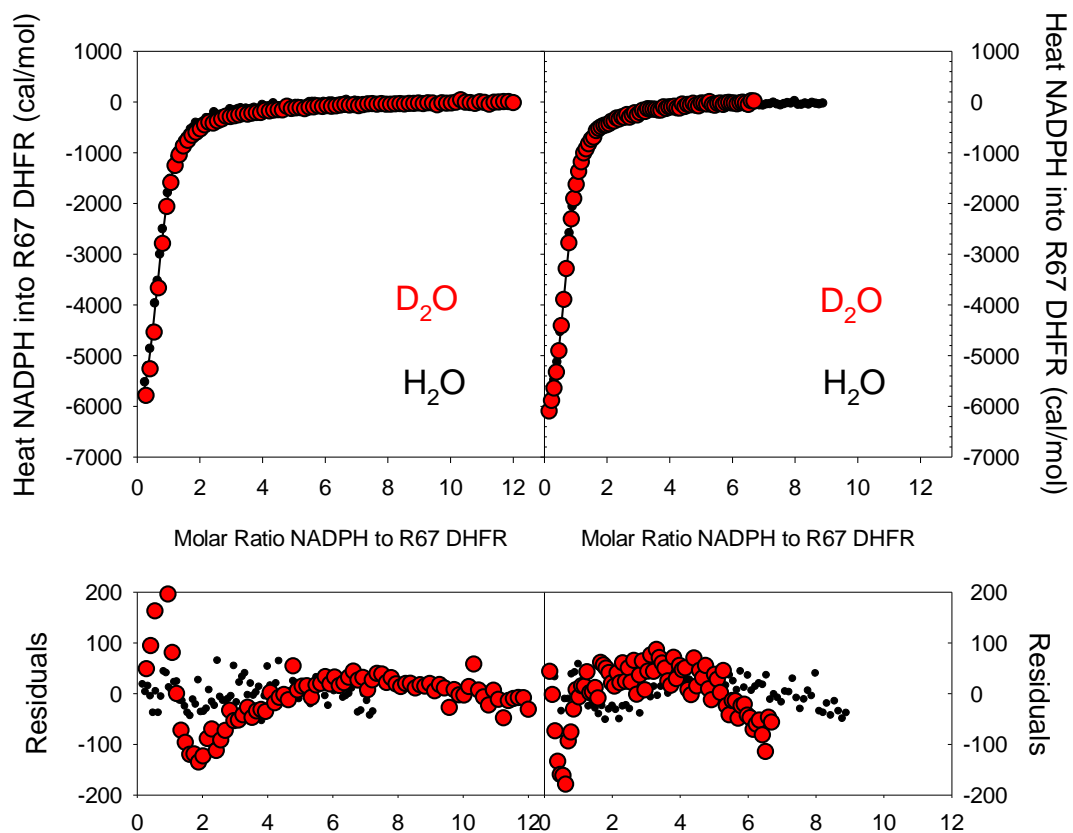 Heat NADPH into R67 DHFR (cal/mol)
1000
0
-1000
-2000
-3000
-4000
-5000
-6000
-7000
D₂O
H₂O
0 2 4 6 8 10 12
Molar Ratio NADPH to R67 DHFR
D₂O
H₂O
0 2 4 6 8 10 12
Molar Ratio NADPH to R67 DHFR
1000
0
-1000
-2000
-3000
-4000
-5000
-6000
-7000
Heat NADPH into R67 DHFR (cal/mol)
Residuals
200
100
0
-100
-200
0 2 4 6 8 10 12
0 2 4 6 8 10 12
200
100
0
-100
-200
Residuals